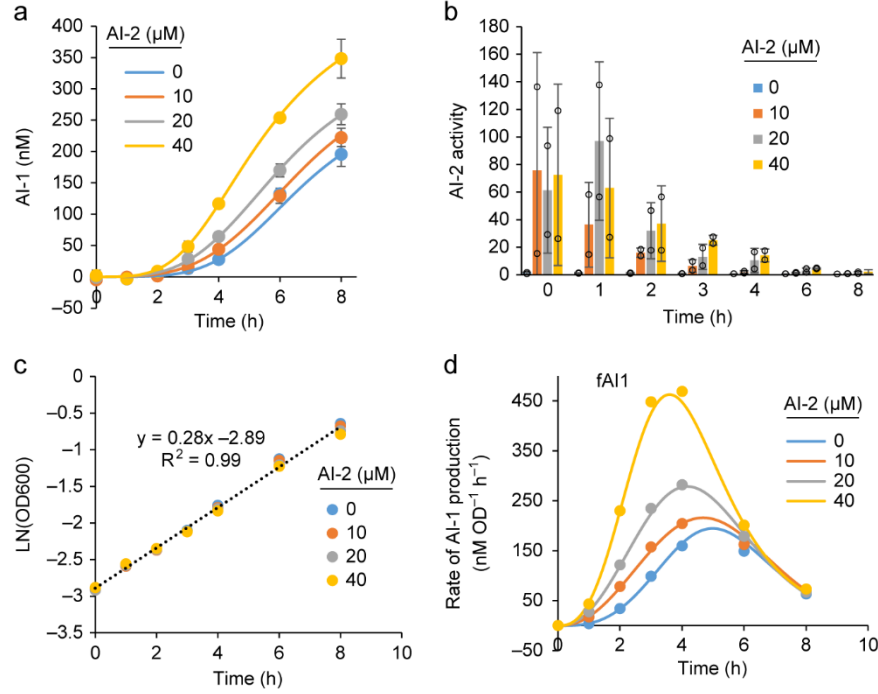 a
AI-2 (µM)
0
10
20
40
400
350
300
250
200
150
100
50
0
–50
AI-1 (nM)
0 2 4 6 8
Time (h)
b
AI-2 (µM)
0
10
20
40
180
160
140
120
100
80
60
40
20
0
AI-2 activity
0 1 2 3 4 6 8
Time (h)
c
0
–0.5
–1
–1.5
–2
–2.5
–3
–3.5
LN(OD600)
y = 0.28x –2.89
R² = 0.99
AI-2 (µM)
0
10
20
40
0 2 4 6 8 10
Time (h)
d
fAI1
AI-2 (µM)
0
10
20
40
450
350
250
150
50
–50
Rate of AI-1 production
(nM OD⁻¹ h⁻¹)
0 2 4 6 8 10
Time (h)